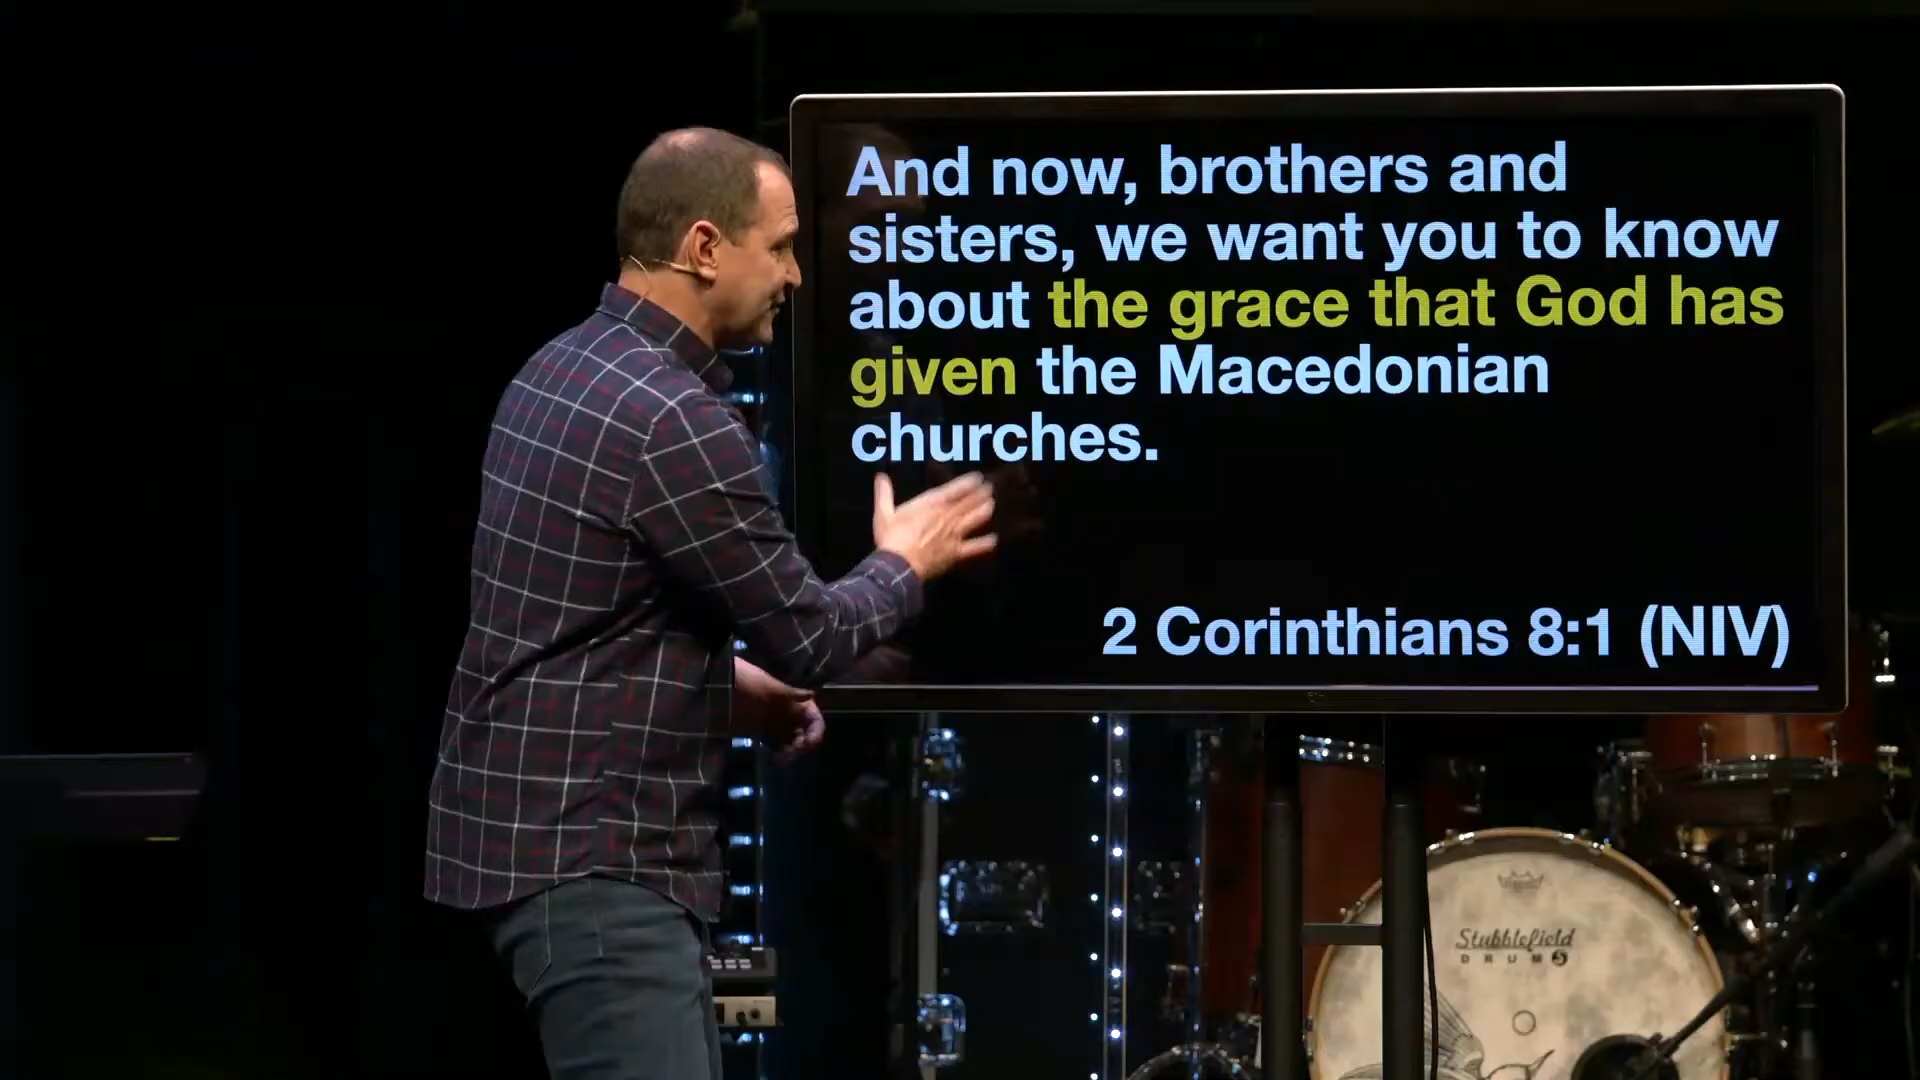 And now, brothers and
sisters, we want you to know
about the grace that God has
given the Macedonian
churches.
2 Corinthians 8:1 (NIV)
Stubblefield
DRUMS